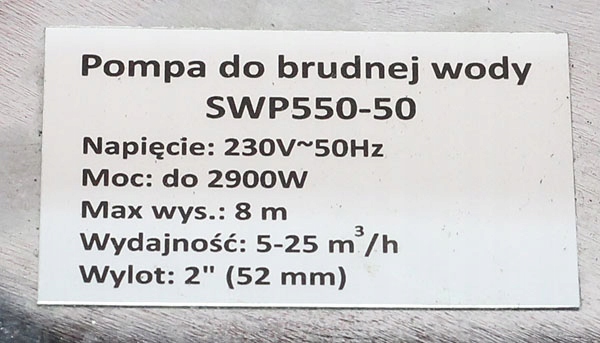 Pompa do brudnej wody
SWP550-50
Napięcie: 230V~50Hz
Moc: do 2900W
Max wys.: 8 m
Wydajność: 5-25 m³/h
Wylot: 2" (52 mm)